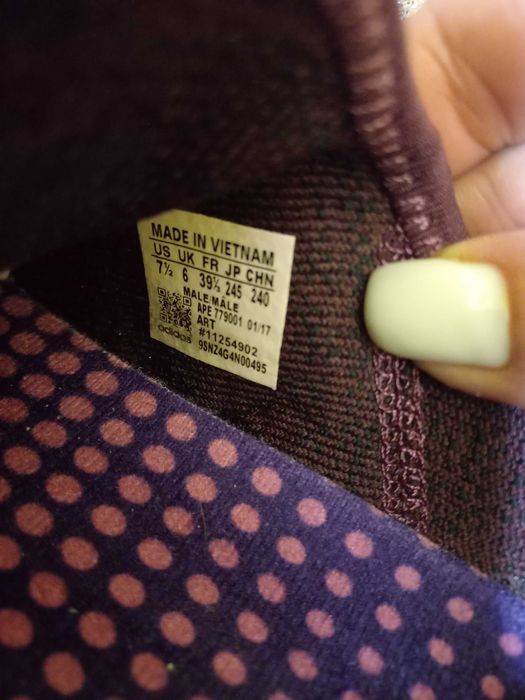 MADE IN VIETNAM
US UK FR JP CHN
7½ 6 39⅓ 245 240
MALE/MÂLE
APE 779001 01/17
ART
#11254902
9SNZ4G4N00495
adidas